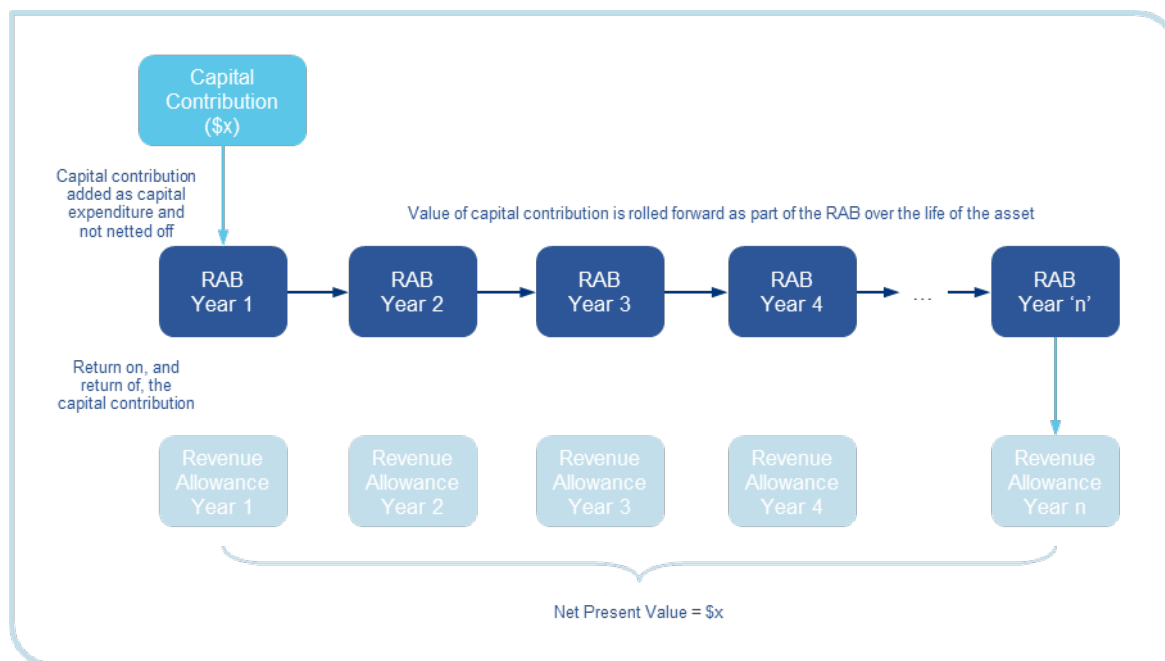 Capital
Contribution
($x)
Capital contribution
added as capital
expenditure and
not netted off
Value of capital contribution is rolled forward as part of the RAB over the life of the asset
RAB
Year 1
RAB
Year 2
RAB
Year 3
RAB
Year 4
...
RAB
Year ‘n’
Return on, and
return of, the
capital contribution
Revenue
Allowance
Year 1
Revenue
Allowance
Year 2
Revenue
Allowance
Year 3
Revenue
Allowance
Year 4
Revenue
Allowance
Year n
Net Present Value = $x